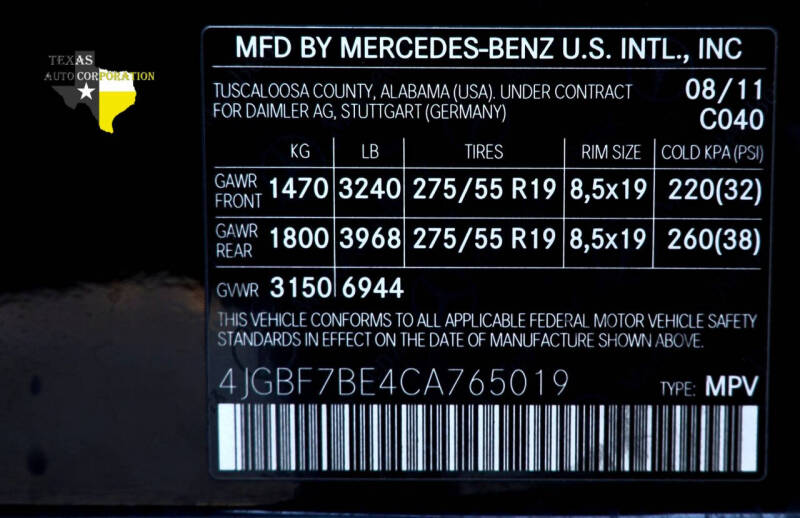 TEXAS
AUTO CORPORATION
MFD BY MERCEDES-BENZ U.S. INTL., INC
TUSCALOOSA COUNTY, ALABAMA (USA). UNDER CONTRACT
FOR DAIMLER AG, STUTTGART (GERMANY)
08/11
C040
KG LB TIRES RIM SIZE COLD KPA (PSI)
GAWR FRONT 1470 3240 275/55 R19 8,5x19 220(32)
GAWR REAR 1800 3968 275/55 R19 8,5x19 260(38)
GVWR 3150 6944
THIS VEHICLE CONFORMS TO ALL APPLICABLE FEDERAL MOTOR VEHICLE SAFETY
STANDARDS IN EFFECT ON THE DATE OF MANUFACTURE SHOWN ABOVE.
4JGBF7BE4CA765019 TYPE: MPV